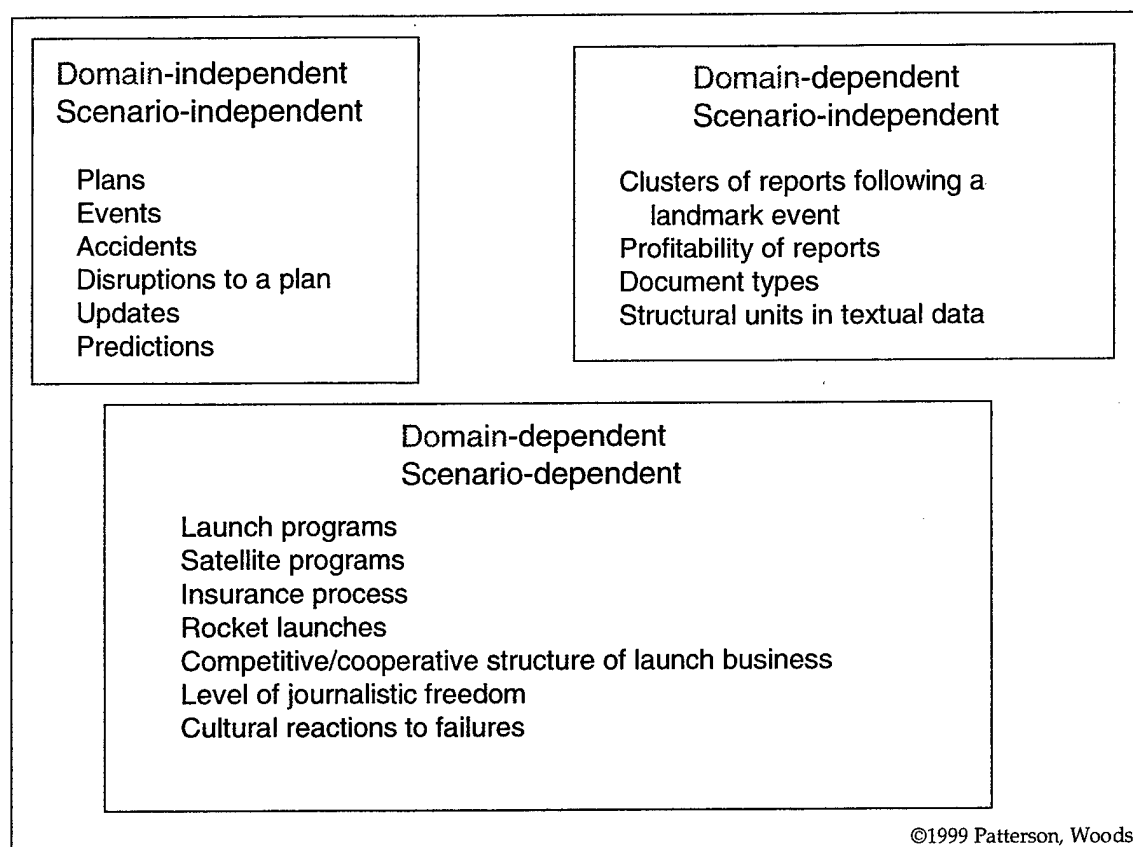 Domain-independent
Scenario-independent
Plans
Events
Accidents
Disruptions to a plan
Updates
Predictions
Domain-dependent
Scenario-independent
Clusters of reports following a
landmark event
Profitability of reports
Document types
Structural units in textual data
Domain-dependent
Scenario-dependent
Launch programs
Satellite programs
Insurance process
Rocket launches
Competitive/cooperative structure of launch business
Level of journalistic freedom
Cultural reactions to failures
©1999 Patterson, Woods